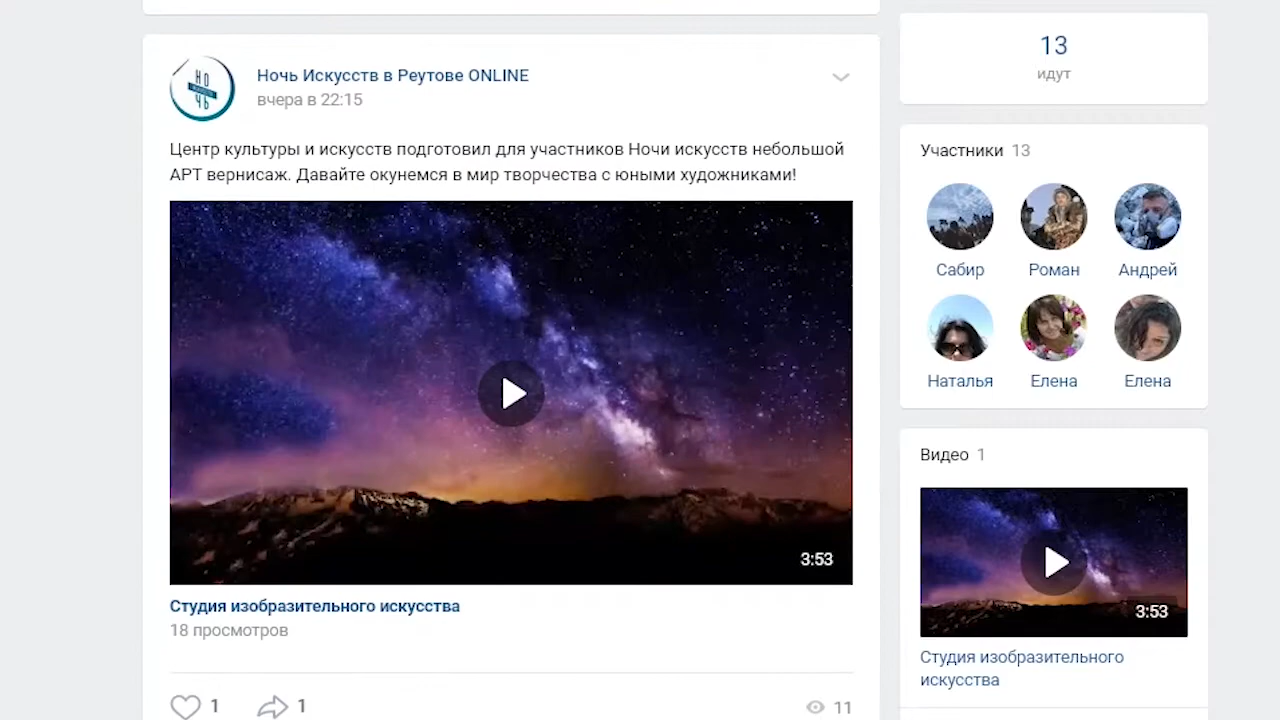 Ночь Искусств в Реутове ONLINE
вчера в 22:15
Центр культуры и искусств подготовил для участников Ночи искусств небольшой
АРТ вернисаж. Давайте окунемся в мир творчества с юными художниками!
НО
ЧЬ
3:53
Студия изобразительного искусства
18 просмотров
1
1
11
13
идут
Участники 13
Сабир
Роман
Андрей
Наталья
Елена
Елена
Видео 1
3:53
Студия изобразительного
искусства